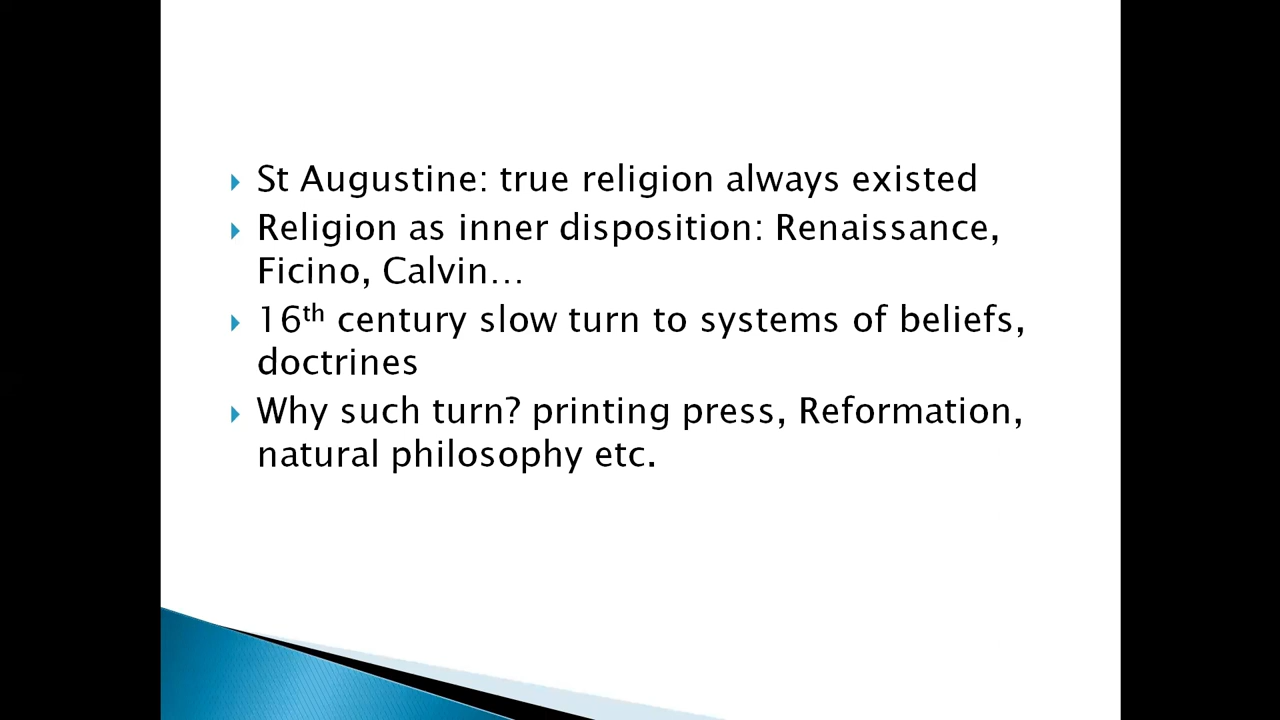 St Augustine: true religion always existed
Religion as inner disposition: Renaissance,
Ficino, Calvin…
16th century slow turn to systems of beliefs,
doctrines
Why such turn? printing press, Reformation,
natural philosophy etc.